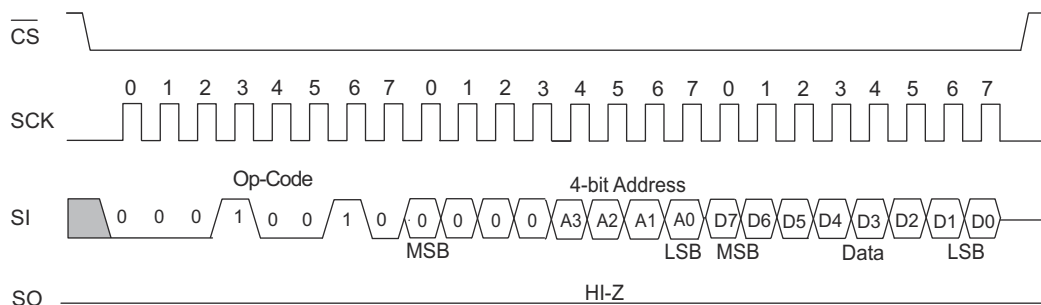 CS
0 1 2 3 4 5 6 7 0 1 2 3 4 5 6 7 0 1 2 3 4 5 6 7
SCK
Op-Code 4-bit Address
SI 0 0 0 1 0 0 1 0 0 0 0 0 A3 A2 A1 A0 D7 D6 D5 D4 D3 D2 D1 D0
MSB LSB MSB Data LSB
HI-Z
SO